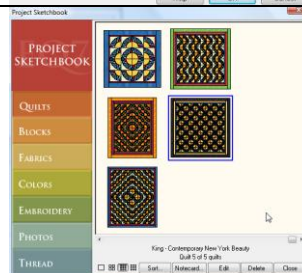 Project Sketchbook
PROJECT
SKETCHBOOK
QUILTS
BLOCKS
FABRICS
COLORS
EMBROIDERY
PHOTOS
THREAD
King - Contemporary New York Beauty
Quilt 5 of 5 quilts
Sort... Notecard... Edit Delete Close